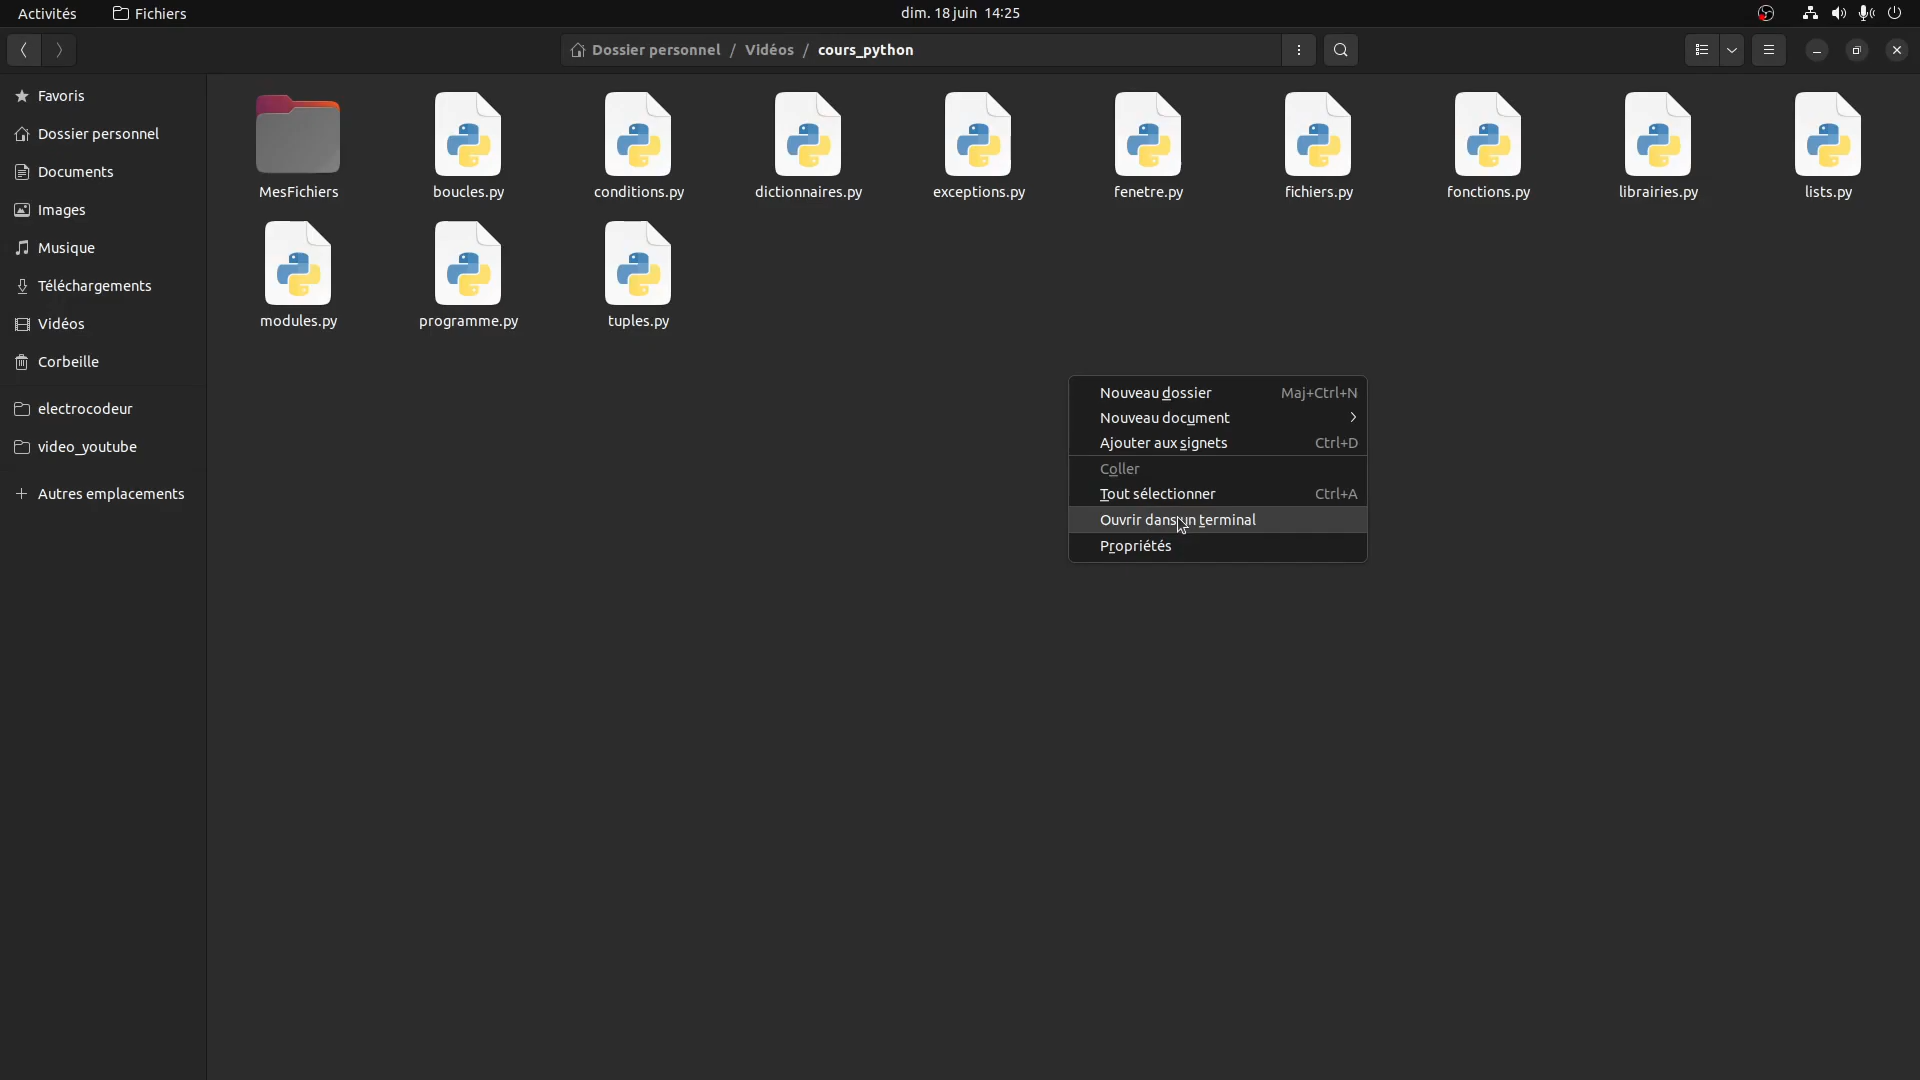 Activités
Fichiers
dim. 18 juin 14:25
Dossier personnel / Vidéos / cours_python
Favoris
Dossier personnel
Documents
Images
Musique
Téléchargements
Vidéos
Corbeille
electrocodeur
video_youtube
Autres emplacements
MesFichiers
boucles.py
conditions.py
dictionnaires.py
exceptions.py
fenetre.py
fichiers.py
fonctions.py
librairies.py
lists.py
modules.py
programme.py
tuples.py
Nouveau dossier Maj+Ctrl+N
Nouveau document
Ajouter aux signets Ctrl+D
Coller
Tout sélectionner Ctrl+A
Ouvrir dans un terminal
Propriétés